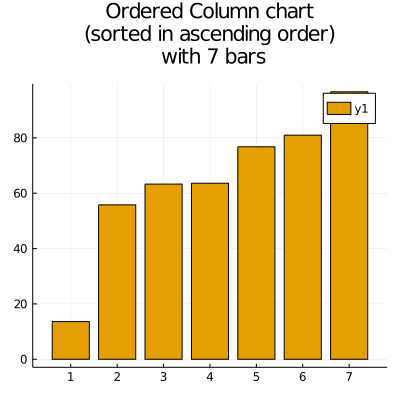 Ordered Column chart
(sorted in ascending order)
with 7 bars
y1
80
60
40
20
0
1 2 3 4 5 6 7